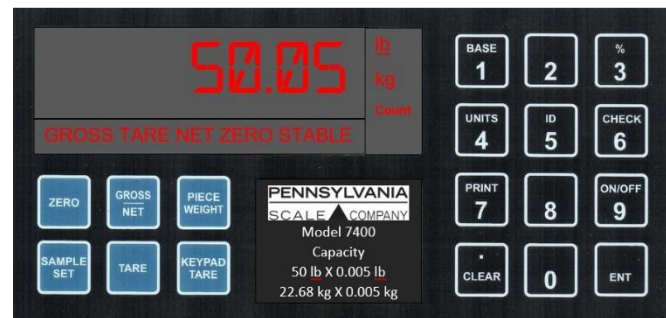 50.05
lb
kg
Count
GROSS TARE NET ZERO STABLE
ZERO
GROSS
NET
PIECE
WEIGHT
SAMPLE
SET
TARE
KEYPAD
TARE
PENNSYLVANIA
SCALE COMPANY
Model 7400
Capacity
50 lb X 0.005 lb
22.68 kg X 0.005 kg
BASE
1
2
%
3
UNITS
4
ID
5
CHECK
6
PRINT
7
8
ON/OFF
9
.
CLEAR
0
ENT